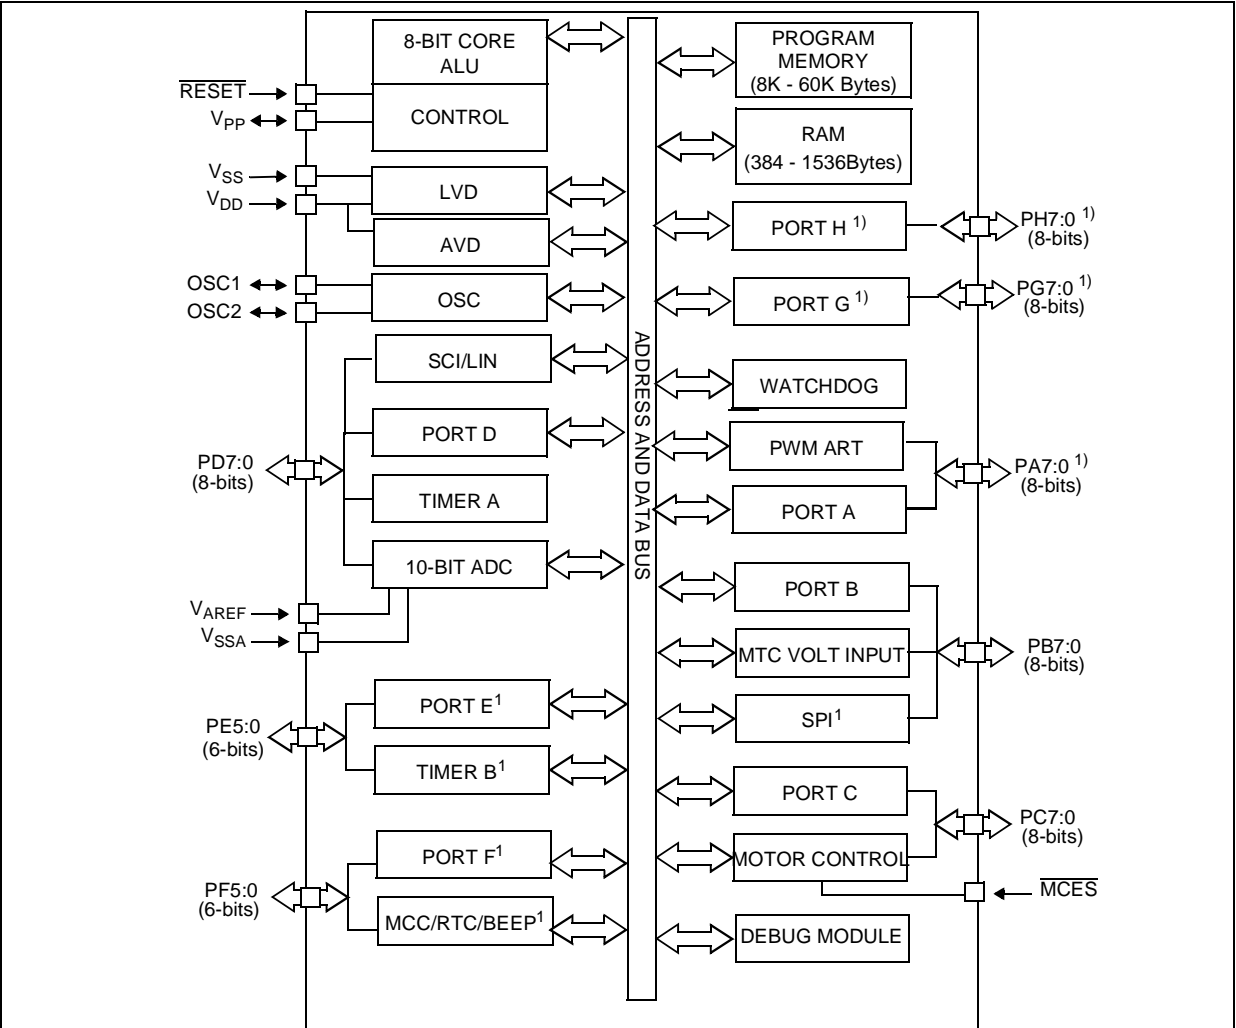 8-BIT CORE
ALU
CONTROL
RESET
VPP
VSS
VDD
LVD
AVD
OSC1
OSC2
OSC
SCI/LIN
PORT D
PD7:0
(8-bits)
TIMER A
10-BIT ADC
VAREF
VSSA
PORT E1
PE5:0
(6-bits)
TIMER B1
PORT F1
PF5:0
(6-bits)
MCC/RTC/BEEP1
ADDRESS AND DATA BUS
PROGRAM
MEMORY
(8K - 60K Bytes)
RAM
(384 - 1536Bytes)
PORT H 1)
PH7:0 1)
(8-bits)
PORT G 1)
PG7:0 1)
(8-bits)
WATCHDOG
PWM ART
PA7:0 1)
(8-bits)
PORT A
PORT B
MTC VOLT INPUT
PB7:0
(8-bits)
SPI1
PORT C
PC7:0
(8-bits)
MOTOR CONTROL
MCES
DEBUG MODULE